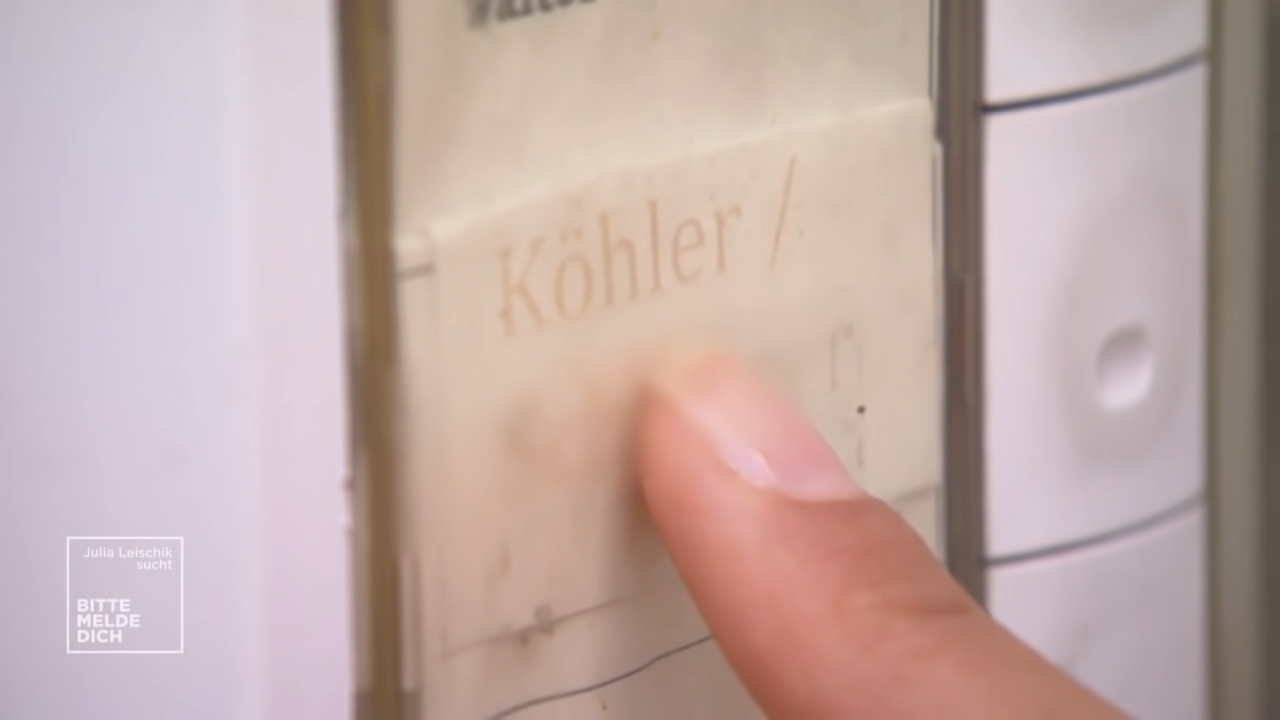 Köhler /
Julia Leischik
sucht
BITTE
MELDE
DICH